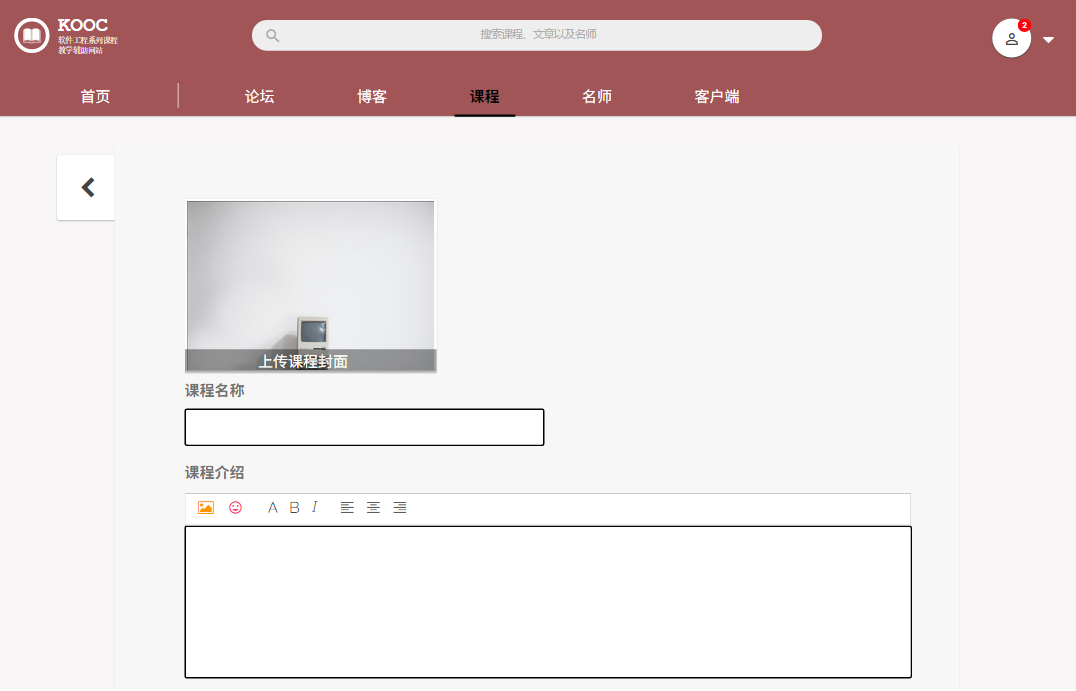 KOOC
软件工程系列课程
教学辅助网站
搜索课程、文章以及名师
2
首页
论坛
博客
课程
名师
客户端
上传课程封面
课程名称
课程介绍
A B I